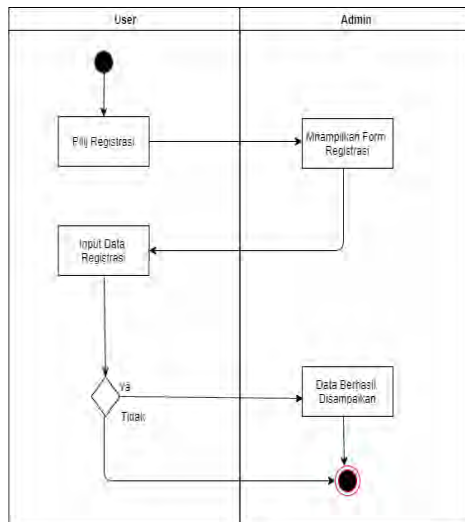 User
Admin
Pilij Registrasi
Mnampilkan Form
Registrasi
Input Data
Registrasi
Ya
Tidak
Data Berhasil
Disampaikan